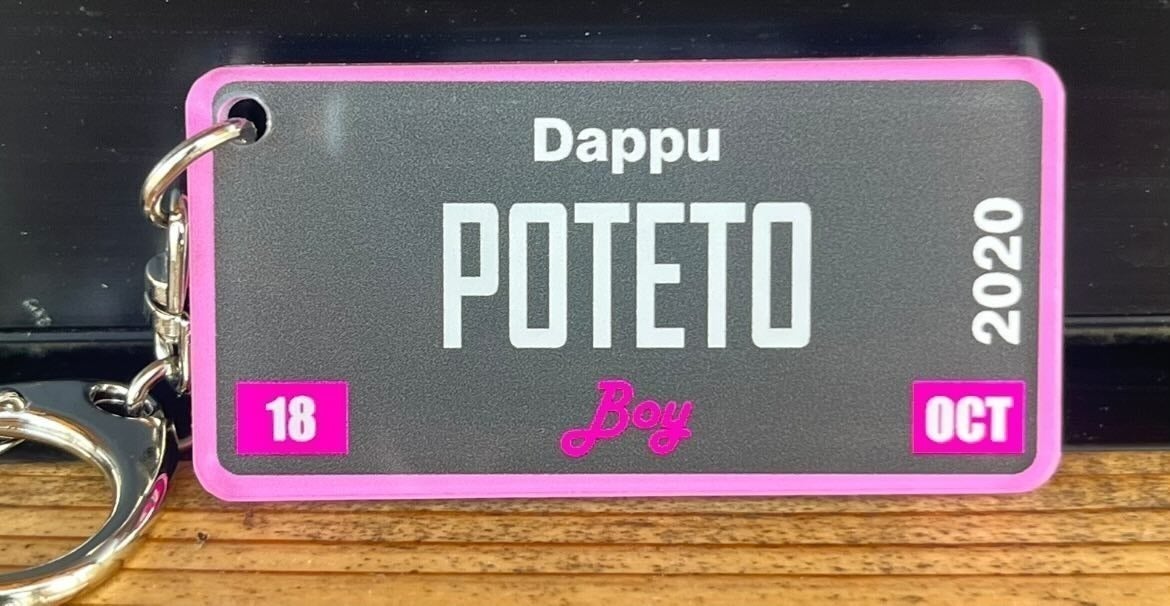 Dappu
POTETO
2020
18
Boy
OCT